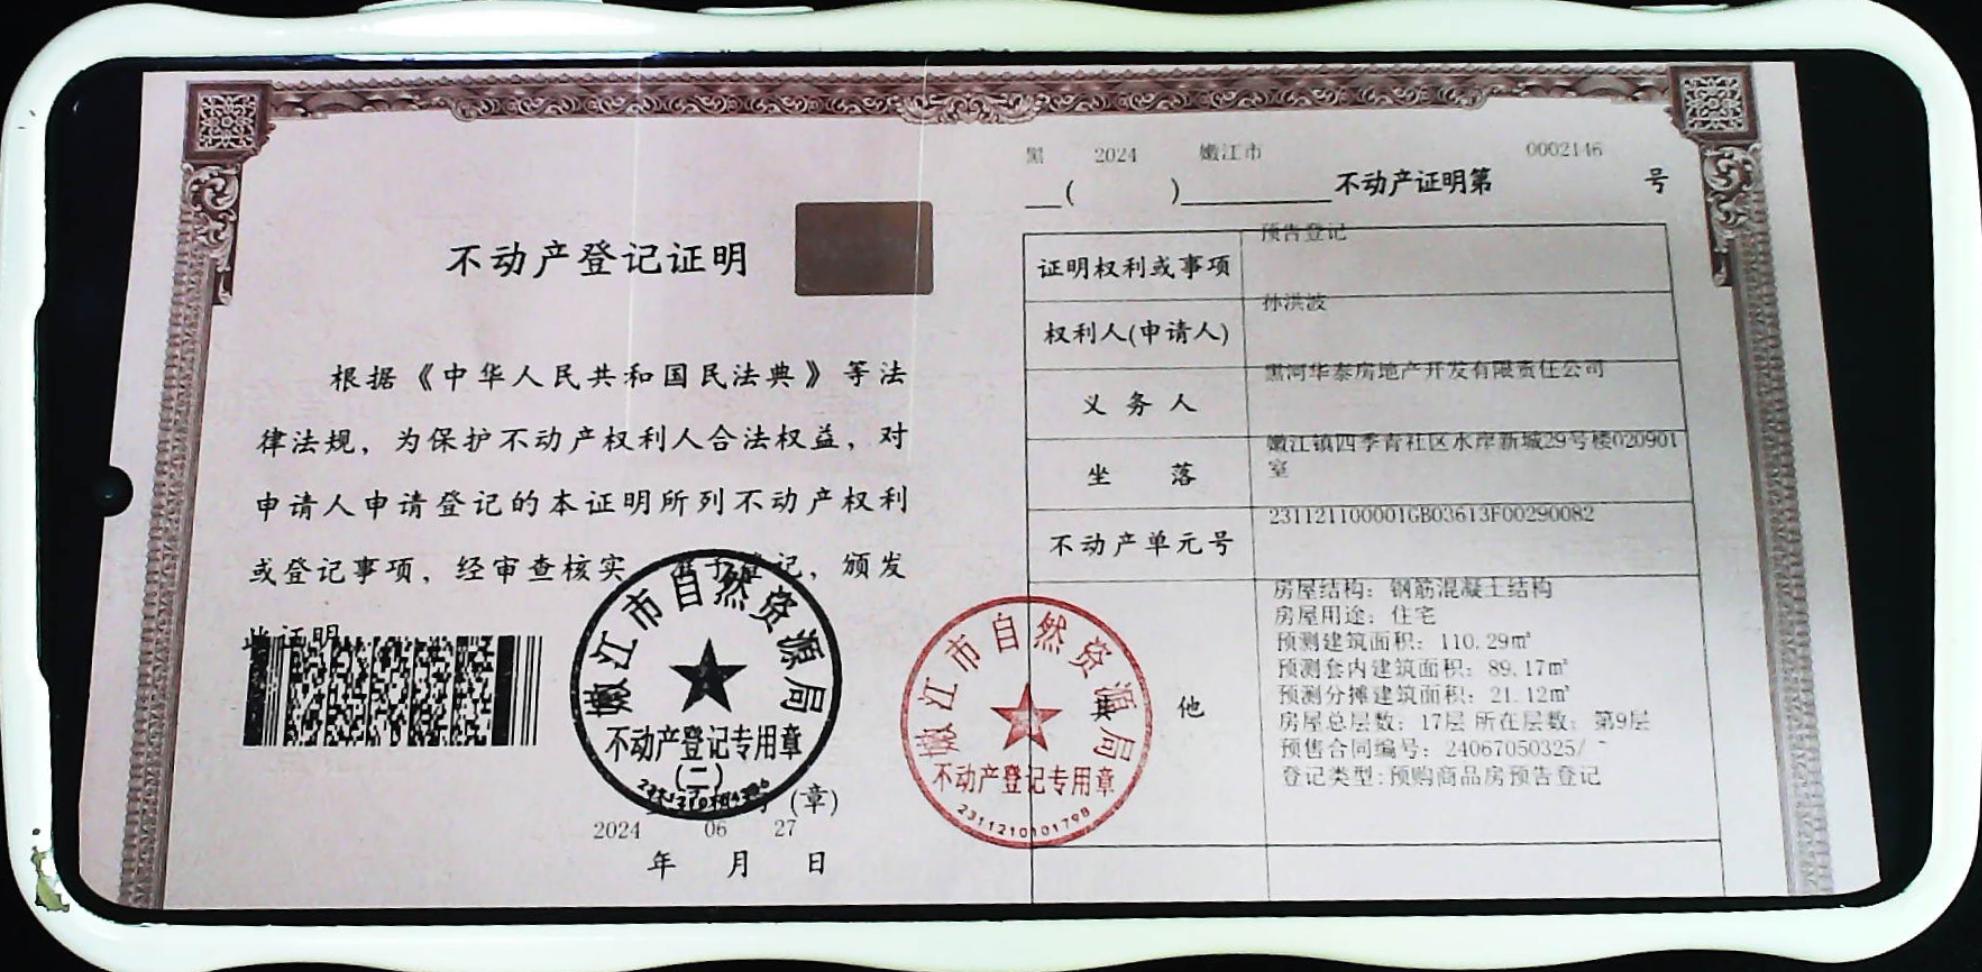 不动产登记证明
根据《中华人民共和国民法典》等法
律法规，为保护不动产权利人合法权益，对
申请人申请登记的本证明所列不动产权利
或登记事项，经审查核实，准予登记，颁发
此证明
嫩江市自然资源局
不动产登记专用章
(二)
(章)
2024 06 27
年 月 日
嫩江市自然资源局
不动产登记专用章
2311210101798
黑 2024 嫩江市 0002146
( ) 不动产证明第 号
证明权利或事项 预告登记
权利人(申请人) 孙洪波
义务人 黑河华泰房地产开发有限责任公司
坐落 嫩江镇四季青社区水岸新城29号楼020901
室
不动产单元号 231121100001GB03613F00290082
其他
房屋结构：钢筋混凝土结构
房屋用途：住宅
预测建筑面积：110.29㎡
预测套内建筑面积：89.17㎡
预测分摊建筑面积：21.12㎡
房屋总层数：17层 所在层数：第9层
预售合同编号：24067050325/
登记类型:预购商品房预告登记